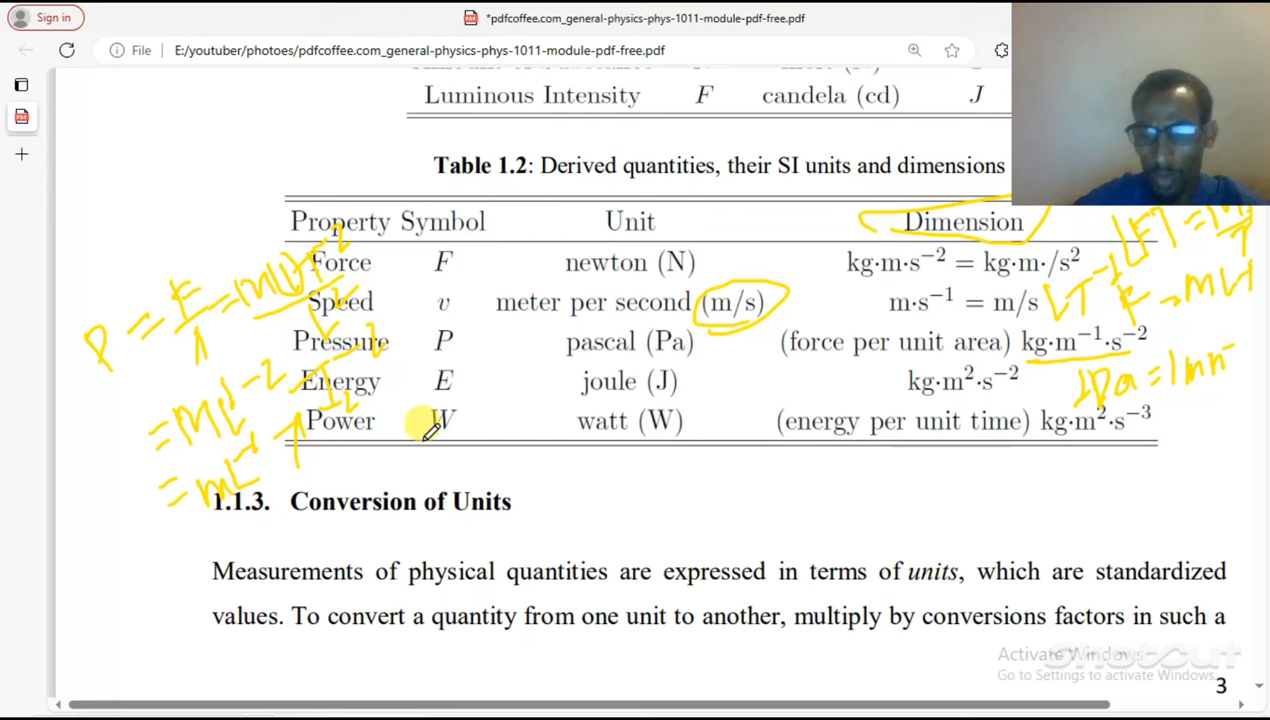 Sign in
*pdfcoffee.com_general-physics-phys-1011-module-pdf-free.pdf
File E:/youtuber/photoes/pdfcoffee.com_general-physics-phys-1011-module-pdf-free.pdf
Luminous Intensity F candela (cd) J
Table 1.2: Derived quantities, their SI units and dimensions
Property Symbol Unit Dimension
Force F newton (N) kg·m·s⁻² = kg·m·/s²
Speed v meter per second (m/s) m·s⁻¹ = m/s
Pressure P pascal (Pa) (force per unit area) kg·m⁻¹·s⁻²
Energy E joule (J) kg·m²·s⁻²
Power W watt (W) (energy per unit time) kg·m²·s⁻³
1.1.3. Conversion of Units
Measurements of physical quantities are expressed in terms of units, which are standardized
values. To convert a quantity from one unit to another, multiply by conversions factors in such a
Activate Windows
Go to Settings to activate Windows.
3